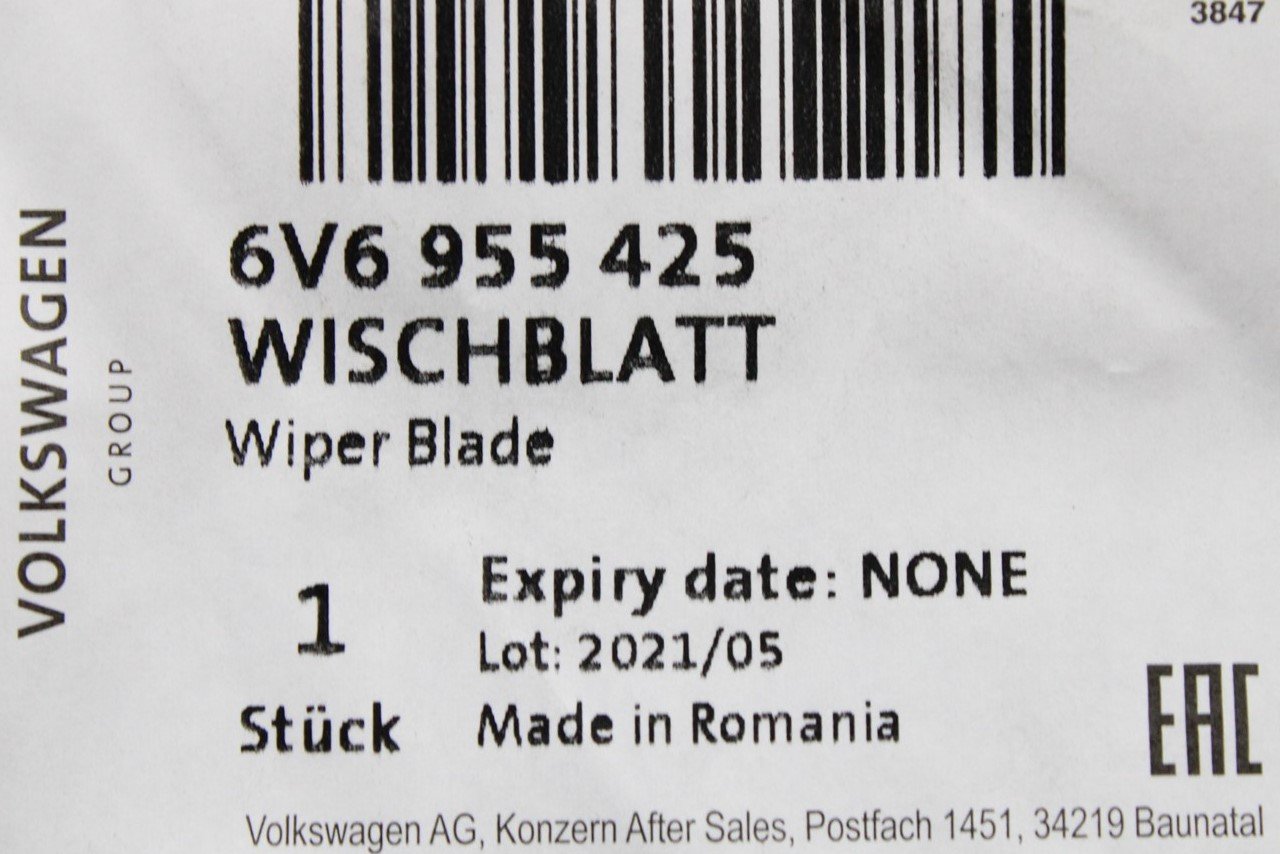 3847
6V6 955 425
WISCHBLATT
Wiper Blade
1
Stück
Expiry date: NONE
Lot: 2021/05
Made in Romania
EAC
Volkswagen AG, Konzern After Sales, Postfach 1451, 34219 Baunatal
VOLKSWAGEN
GROUP